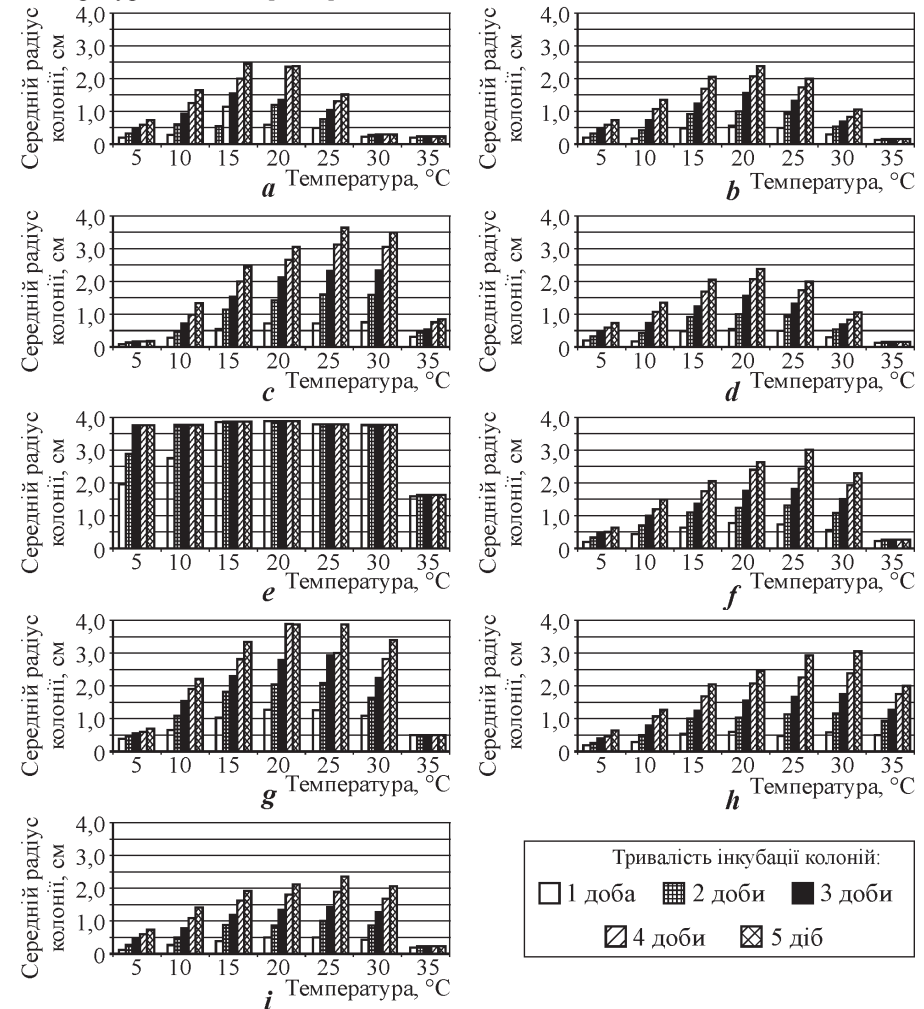 Середній радіус
колонії, см
4,0
3,0
2,0
1,0
0
5 10 15 20 25 30 35
a Температура, °C
Середній радіус
колонії, см
4,0
3,0
2,0
1,0
0
5 10 15 20 25 30 35
b Температура, °C
Середній радіус
колонії, см
4,0
3,0
2,0
1,0
0
5 10 15 20 25 30 35
c Температура, °C
Середній радіус
колонії, см
4,0
3,0
2,0
1,0
0
5 10 15 20 25 30 35
d Температура, °C
Середній радіус
колонії, см
4,0
3,0
2,0
1,0
0
5 10 15 20 25 30 35
e Температура, °C
Середній радіус
колонії, см
4,0
3,0
2,0
1,0
0
5 10 15 20 25 30 35
f Температура, °C
Середній радіус
колонії, см
4,0
3,0
2,0
1,0
0
5 10 15 20 25 30 35
g Температура, °C
Середній радіус
колонії, см
4,0
3,0
2,0
1,0
0
5 10 15 20 25 30 35
h Температура, °C
Середній радіус
колонії, см
4,0
3,0
2,0
1,0
0
5 10 15 20 25 30 35
i Температура, °C
Тривалість інкубації колоній:
1 доба 2 доби 3 доби
4 доби 5 діб